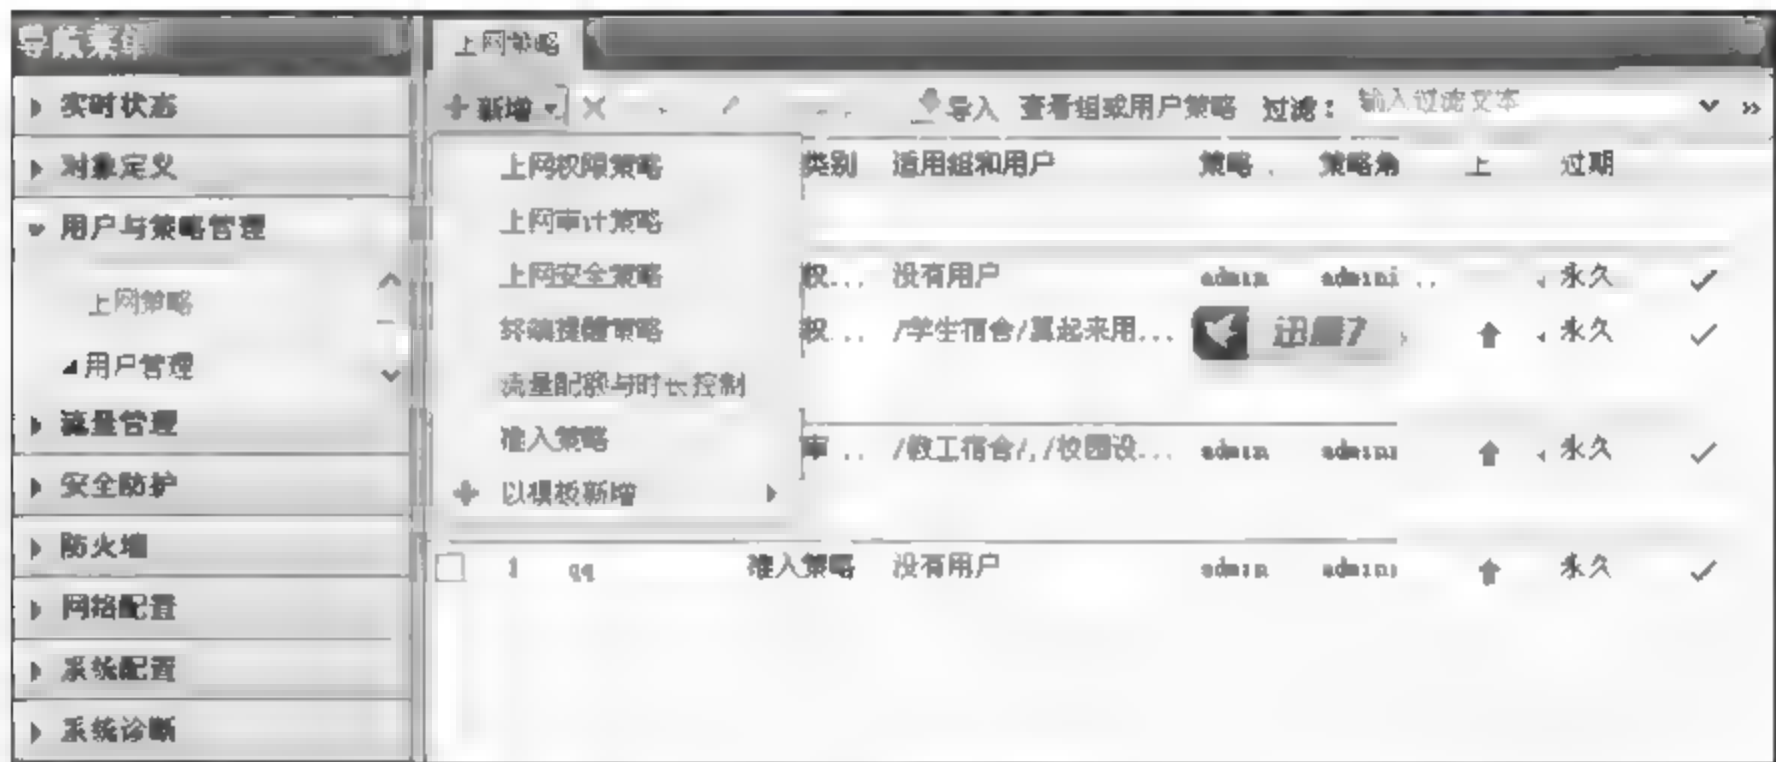 导航菜单
实时状态
对象定义
用户与策略管理
上网策略
用户管理
流量管理
安全防护
防火墙
网络配置
系统配置
系统诊断
上网策略
新增 导入 查看组或用户策略 过滤: 输入过滤文本 »
上网权限策略
上网审计策略
上网安全策略
终端提醒策略
流量配额与时长控制
准入策略
以模板新增
类别 适用组和用户 策略 策略角 上 过期
权... 没有用户 admin admini 永久
权... /学生宿舍/ 迅雷7 永久
审 /教工宿舍/,/校园设... admin admini 永久
1 qq 准入策略 没有用户 admin admini 永久